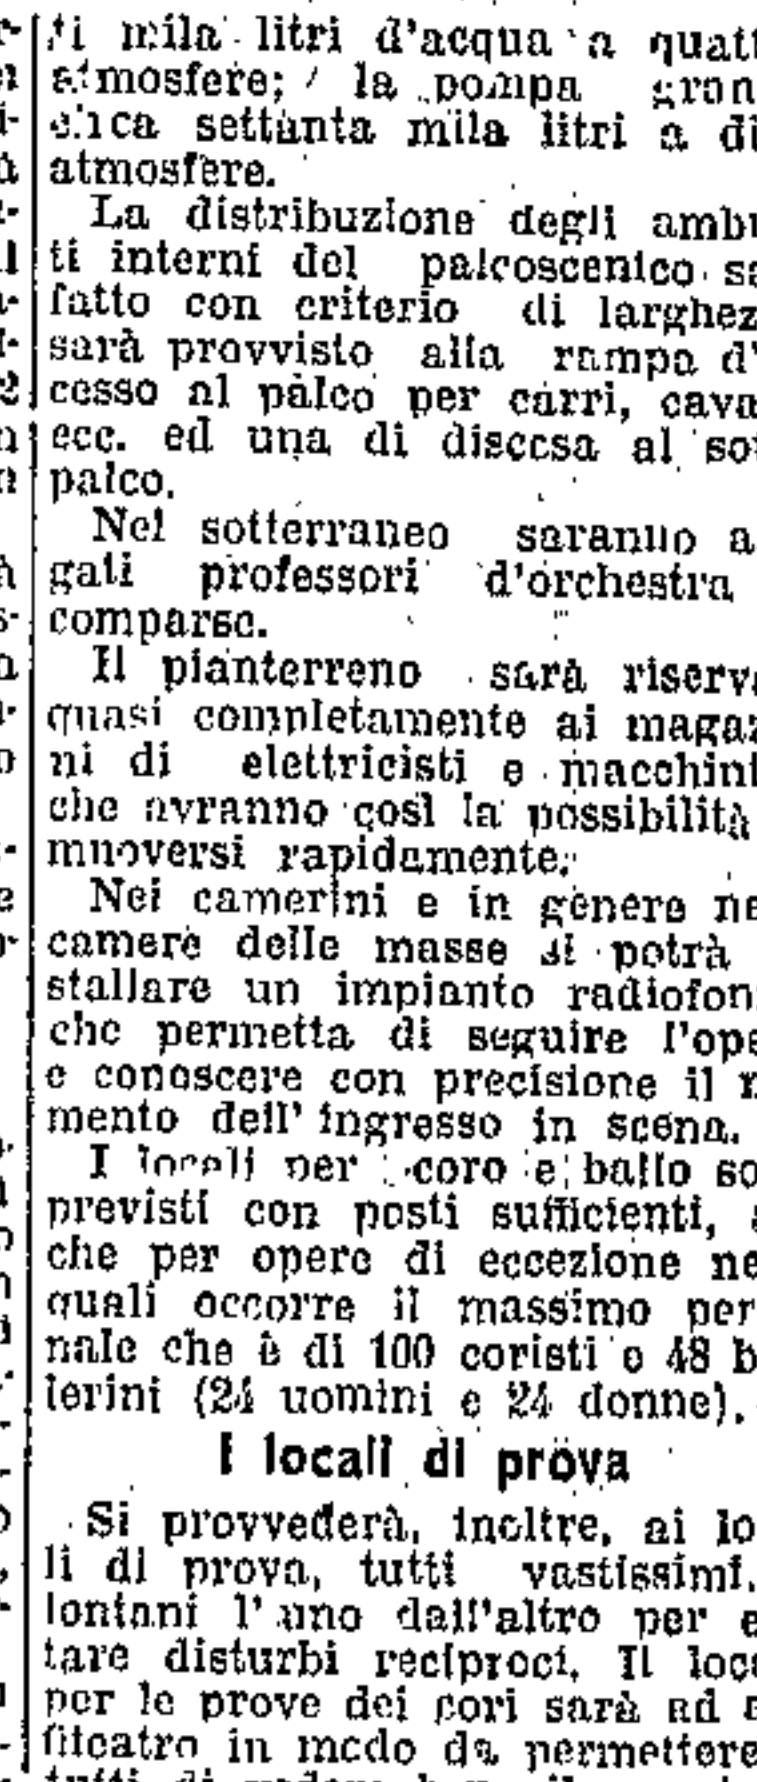 ti mila litri d'acqua a quatt
atmosfere; la pompa gran
circa settanta mila litri a di
atmosfere.
La distribuzione degli ambi
ti interni del palcoscenico sa
fatto con criterio di larghez
sarà provvisto alla rampa d'
cesso al palco per carri, cava
ecc. ed una di discesa al sot
palco.
Nel sotterraneo saranno a
gati professori d'orchestra
comparse.
Il pianterreno sarà riserva
quasi completamente ai magaz
ni di elettricisti e macchini
che avranno così la possibilità
muoversi rapidamente.
Nei camerini e in genere ne
camere delle masse si potrà
stallare un impianto radiofoni
che permetta di seguire l'ope
e conoscere con precisione il m
mento dell' ingresso in scena.
I locali per coro e ballo so
previsti con posti sufficienti, a
che per opere di eccezione ne
quali occorre il massimo per
nale che è di 100 coristi e 48 b
lerini (24 uomini e 24 donne).
I locali di prova
Si provvederà, inoltre, ai lo
li di prova, tutti vastissimi,
lontani l' uno dall'altro per e
tare disturbi reciproci. Il loca
per le prove dei cori sarà ad a
fiteatro in modo da permettere